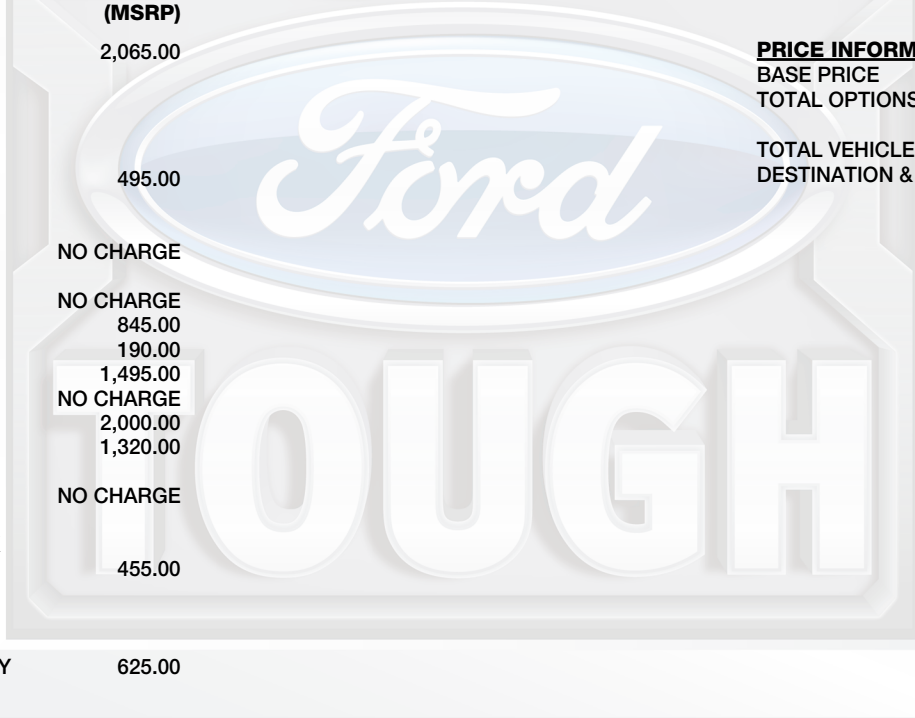 (MSRP)
2,065.00
495.00
NO CHARGE
NO CHARGE
845.00
190.00
1,495.00
NO CHARGE
2,000.00
1,320.00
NO CHARGE
455.00
Y 625.00
PRICE INFORM
BASE PRICE
TOTAL OPTIONS
TOTAL VEHICLE
DESTINATION &
Ford
TOUGH